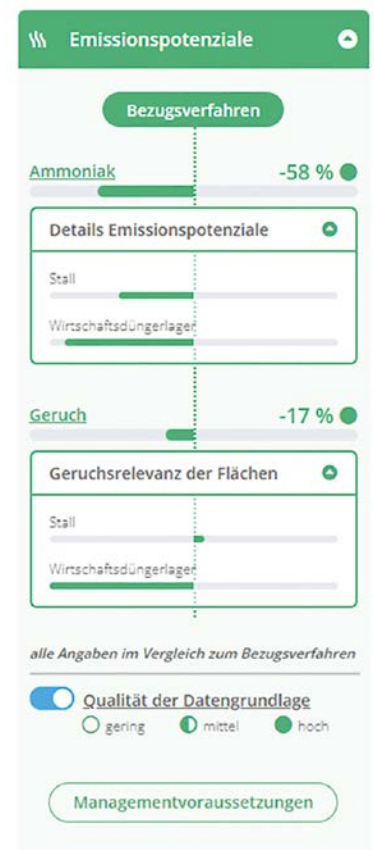 Emissionspotenziale
Bezugsverfahren
Ammoniak -58 %
Details Emissionspotenziale
Stall
Wirtschaftsdüngerlager
Geruch -17 %
Geruchsrelevanz der Flächen
Stall
Wirtschaftsdüngerlager
alle Angaben im Vergleich zum Bezugsverfahren
Qualität der Datengrundlage
gering mittel hoch
Managementvoraussetzungen